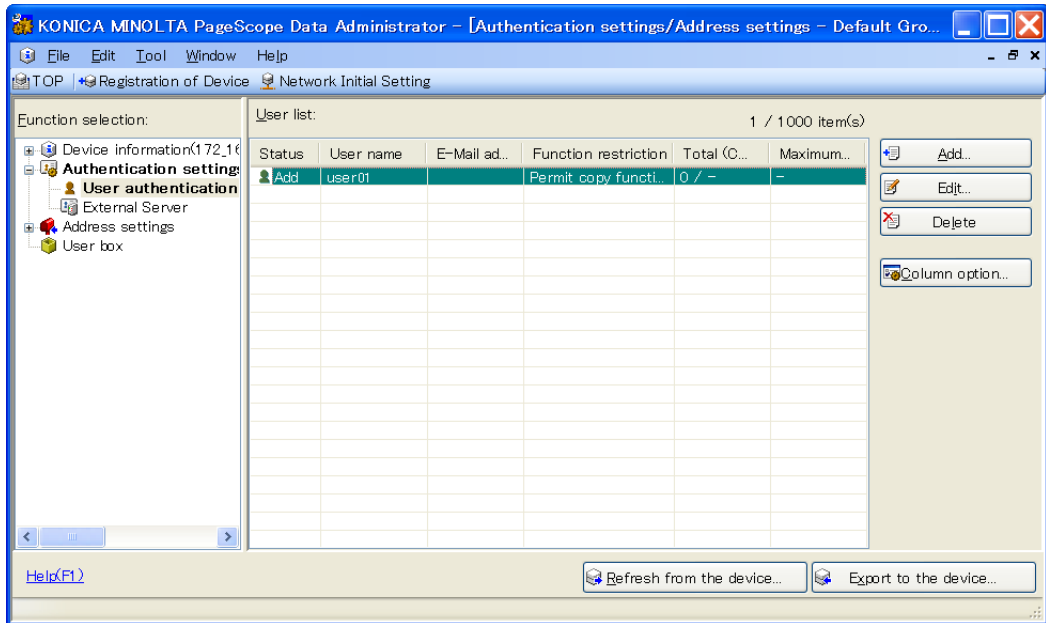 KONICA MINOLTA PageScope Data Administrator - [Authentication settings/Address settings - Default Gro...
File Edit Tool Window Help
TOP Registration of Device Network Initial Setting
Function selection:
Device information(172_16
Authentication setting
User authentication
External Server
Address settings
User box
User list:
1 / 1000 item(s)
Status User name E-Mail ad... Function restriction Total (C... Maximum...
Add user01 Permit copy functi... 0 / - -
Add...
Edit...
Delete
Column option...
Help(F1)
Refresh from the device...
Export to the device...